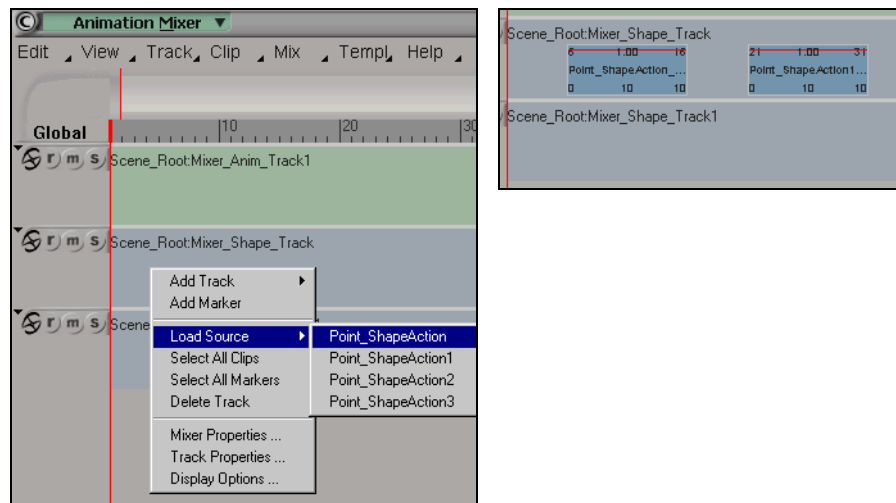 C Animation Mixer
Edit View Track Clip Mix Templ Help
Global 10 20 30
r m s Scene_Root:Mixer_Anim_Track1
r m s Scene_Root:Mixer_Shape_Track
Add Track
Add Marker
r m s Scene
Load Source
Select All Clips
Select All Markers
Delete Track
Mixer Properties ...
Track Properties ...
Display Options ...
Point_ShapeAction
Point_ShapeAction1
Point_ShapeAction2
Point_ShapeAction3
Scene_Root:Mixer_Shape_Track
6 1.00 16
Point_ShapeAction_...
0 10 10
21 1.00 31
Point_ShapeAction1...
0 10 10
Scene_Root:Mixer_Shape_Track1